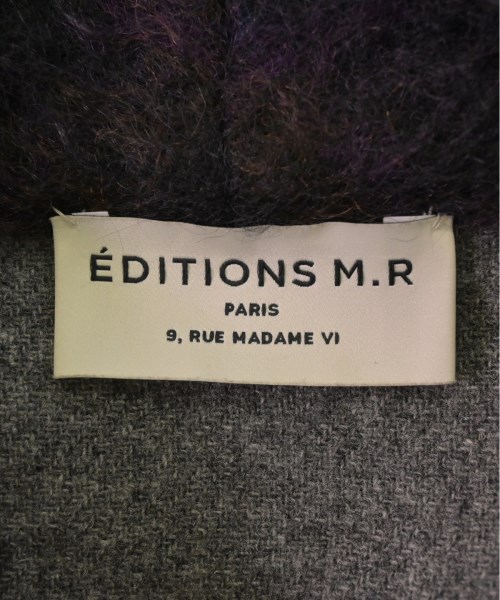 ÉDITIONS M.R
PARIS
9, RUE MADAME VI